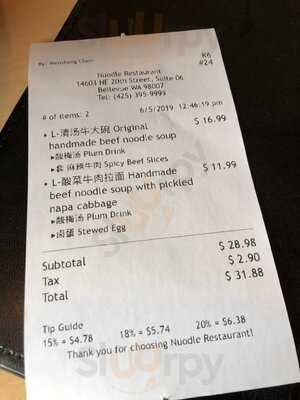 By: Wensheng Chen
K6
#24
Nuodle Restaurant
14603 NE 20th Street, Suite 06
Bellevue WA 98007
Tel: (425) 395-9999
# of items: 2
6/5/2019 12:46:19 pm
• L-清汤牛大碗 Original $ 16.99
handmade beef noodle soup
▸酸梅汤 Plum Drink
▸套 麻辣牛肉 Spicy Beef Slices
• L-酸菜牛肉拉面 Handmade $ 11.99
beef noodle soup with pickled
napa cabbage
▸酸梅汤 Plum Drink
▸卤蛋 Stewed Egg
Subtotal $ 28.98
Tax $ 2.90
Total $ 31.88
Tip Guide
15% = $4.78 18% = $5.74 20% = $6.38
Thank you for choosing Nuodle Restaurant!
sluurpy